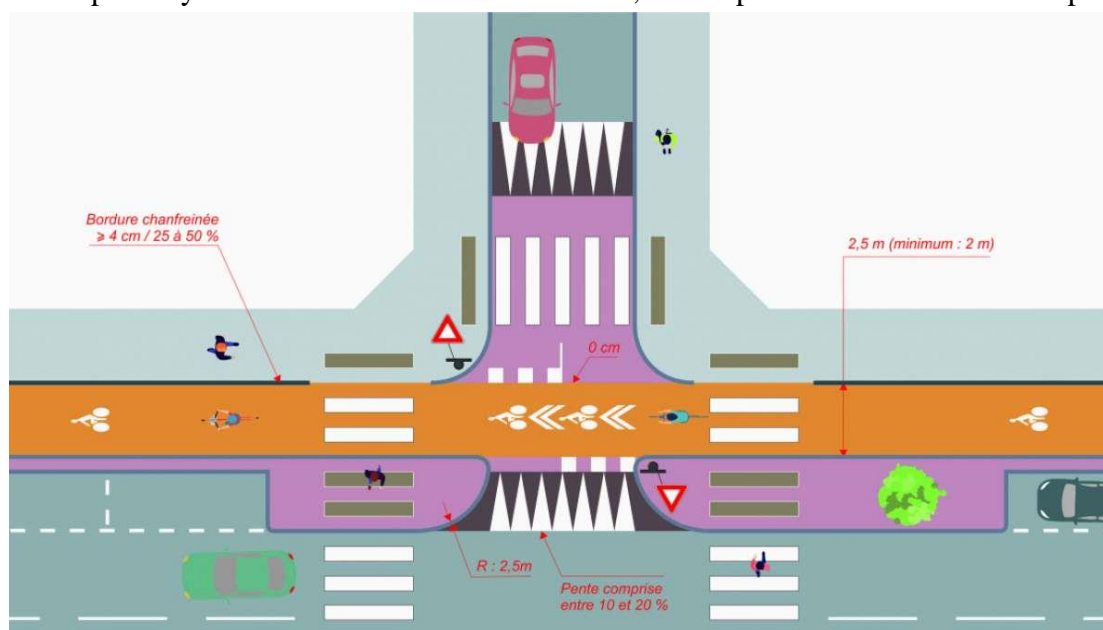 Bordure chanfreinée
⩾ 4 cm / 25 à 50 %
2,5 m (minimum : 2 m)
0 cm
R : 2,5m
Pente comprise
entre 10 et 20 %